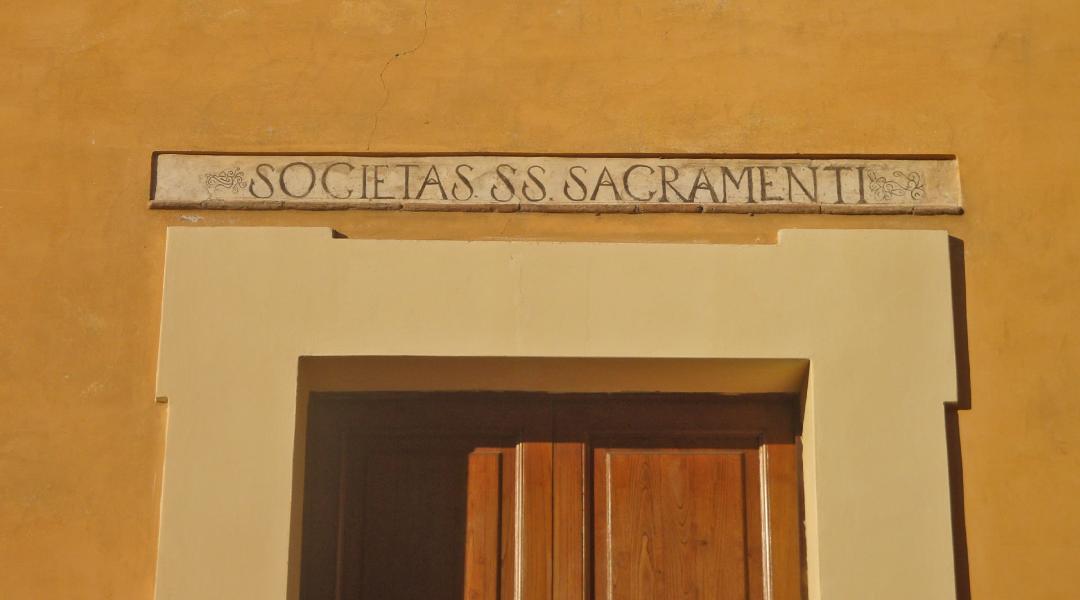 SOCIETAS. SS. SACRAMENTI